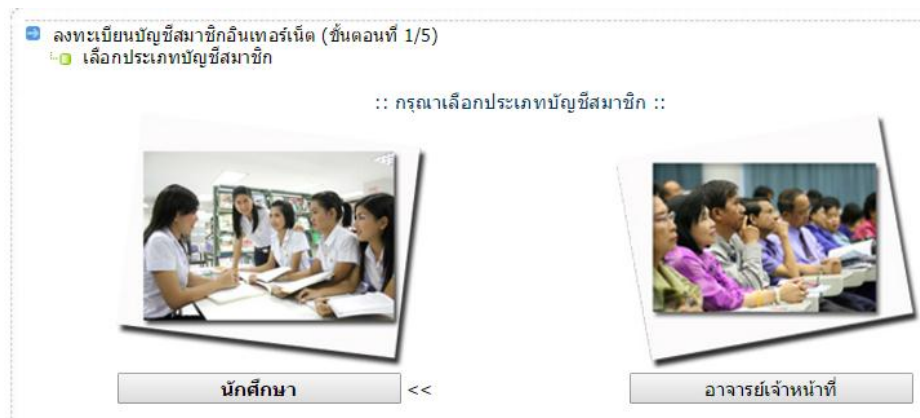 ลงทะเบียนบัญชีสมาชิกอินเทอร์เน็ต (ขั้นตอนที่ 1/5)
เลือกประเภทบัญชีสมาชิก
:: กรุณาเลือกประเภทบัญชีสมาชิก ::
นักศึกษา << อาจารย์เจ้าหน้าที่